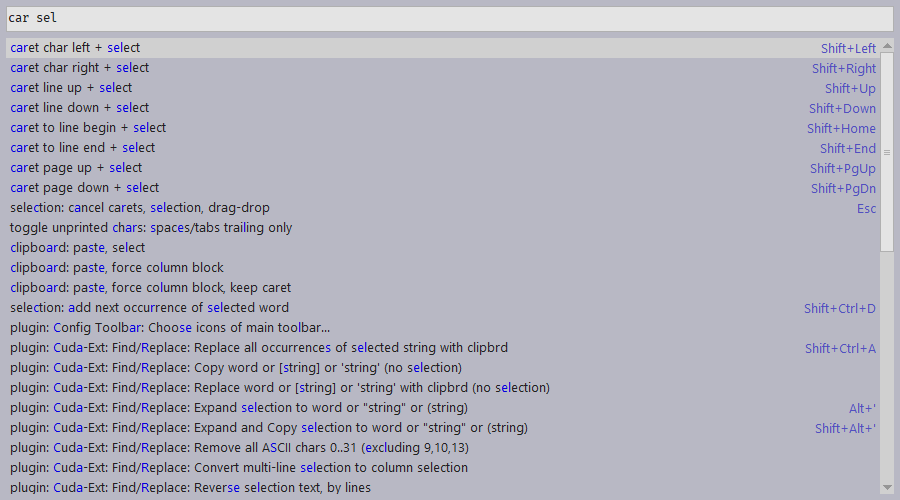 car sel
caret char left + select Shift+Left
caret char right + select Shift+Right
caret line up + select Shift+Up
caret line down + select Shift+Down
caret to line begin + select Shift+Home
caret to line end + select Shift+End
caret page up + select Shift+PgUp
caret page down + select Shift+PgDn
selection: cancel carets, selection, drag-drop Esc
toggle unprinted chars: spaces/tabs trailing only
clipboard: paste, select
clipboard: paste, force column block
clipboard: paste, force column block, keep caret
selection: add next occurrence of selected word Shift+Ctrl+D
plugin: Config Toolbar: Choose icons of main toolbar...
plugin: Cuda-Ext: Find/Replace: Replace all occurrences of selected string with clipbrd Shift+Ctrl+A
plugin: Cuda-Ext: Find/Replace: Copy word or [string] or 'string' (no selection)
plugin: Cuda-Ext: Find/Replace: Replace word or [string] or 'string' with clipbrd (no selection)
plugin: Cuda-Ext: Find/Replace: Expand selection to word or "string" or (string) Alt+'
plugin: Cuda-Ext: Find/Replace: Expand and Copy selection to word or "string" or (string) Shift+Alt+'
plugin: Cuda-Ext: Find/Replace: Remove all ASCII chars 0..31 (excluding 9,10,13)
plugin: Cuda-Ext: Find/Replace: Convert multi-line selection to column selection
plugin: Cuda-Ext: Find/Replace: Reverse selection text, by lines